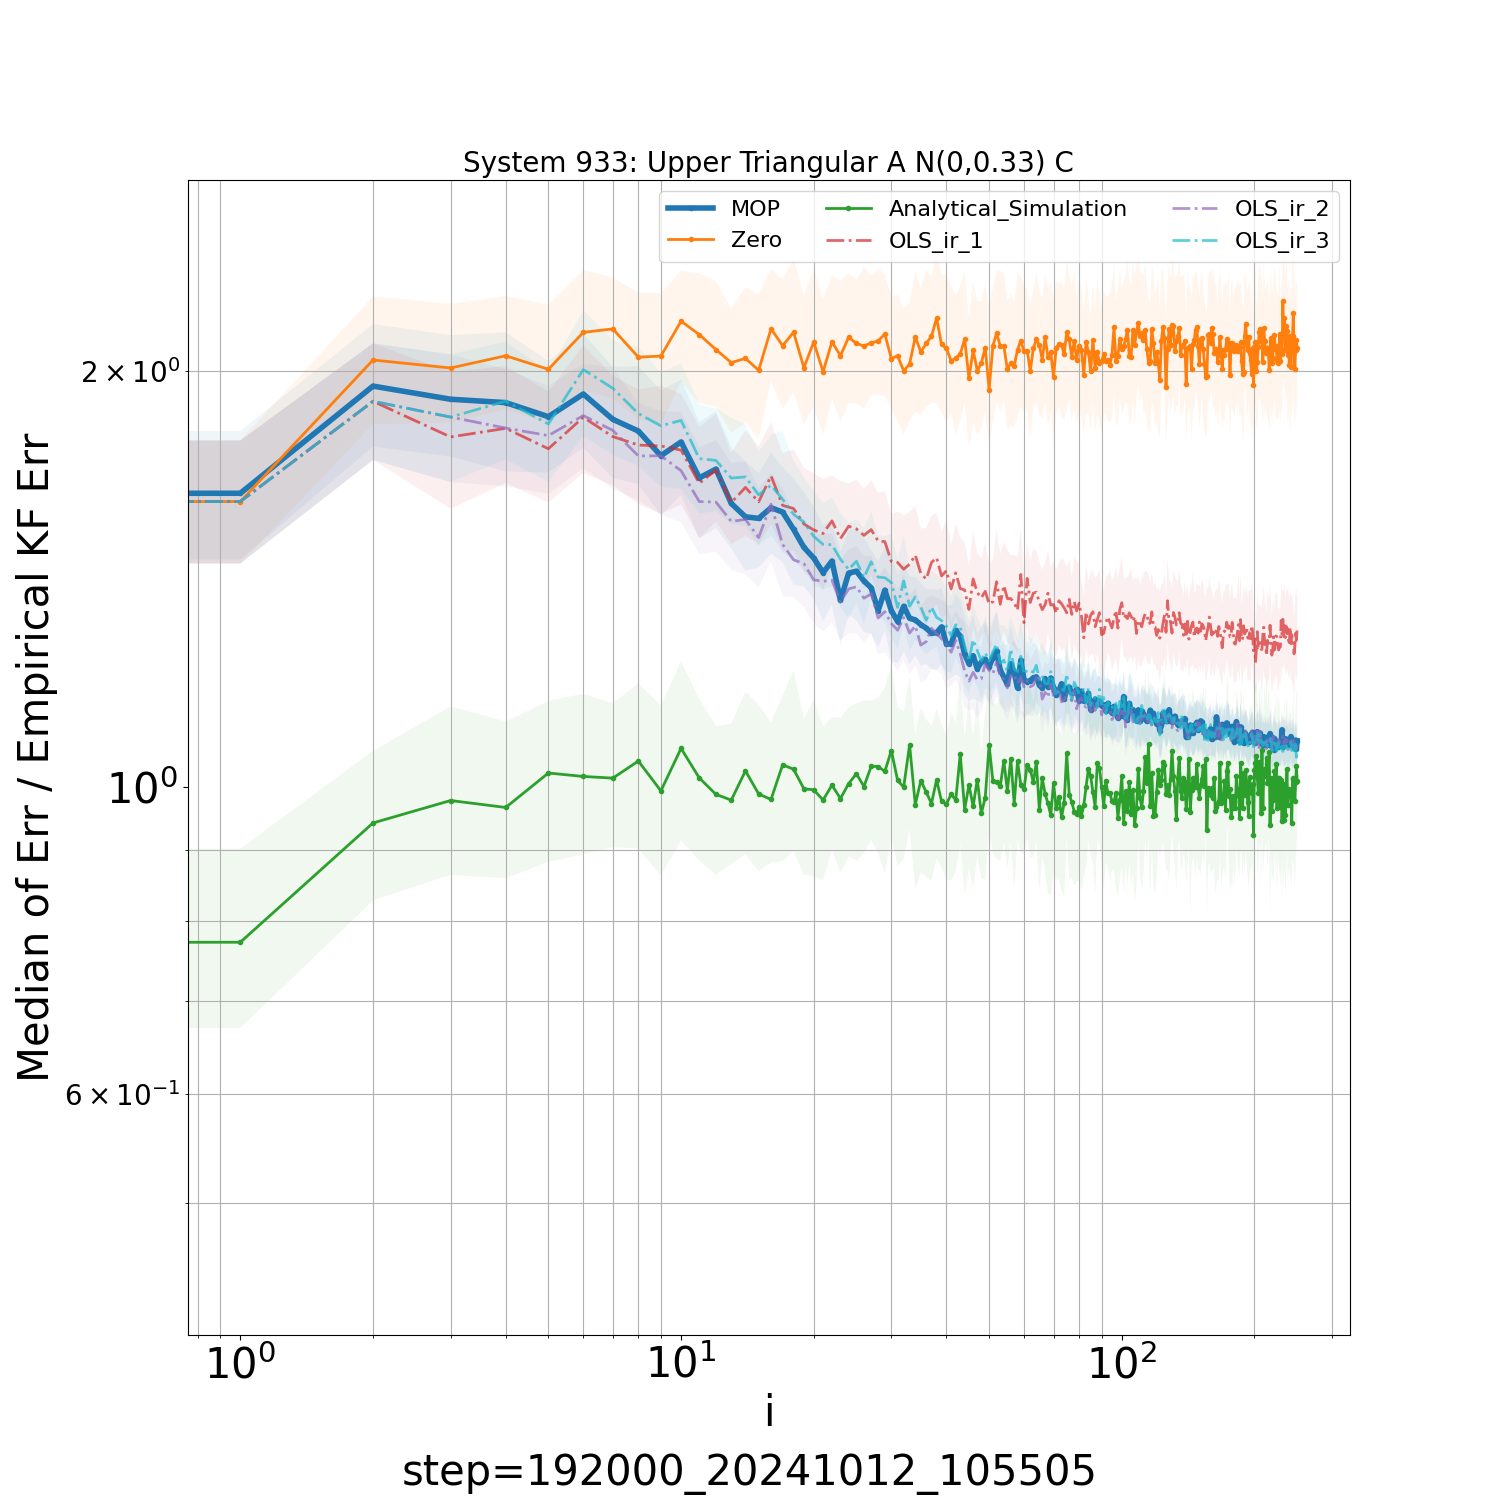 System 933: Upper Triangular A N(0,0.33) C
MOP
Zero
Analytical_Simulation
OLS_ir_1
OLS_ir_2
OLS_ir_3
Median of Err / Empirical KF Err
2 × 10⁰
10⁰
6 × 10⁻¹
10⁰ 10¹ 10²
i
step=192000_20241012_105505